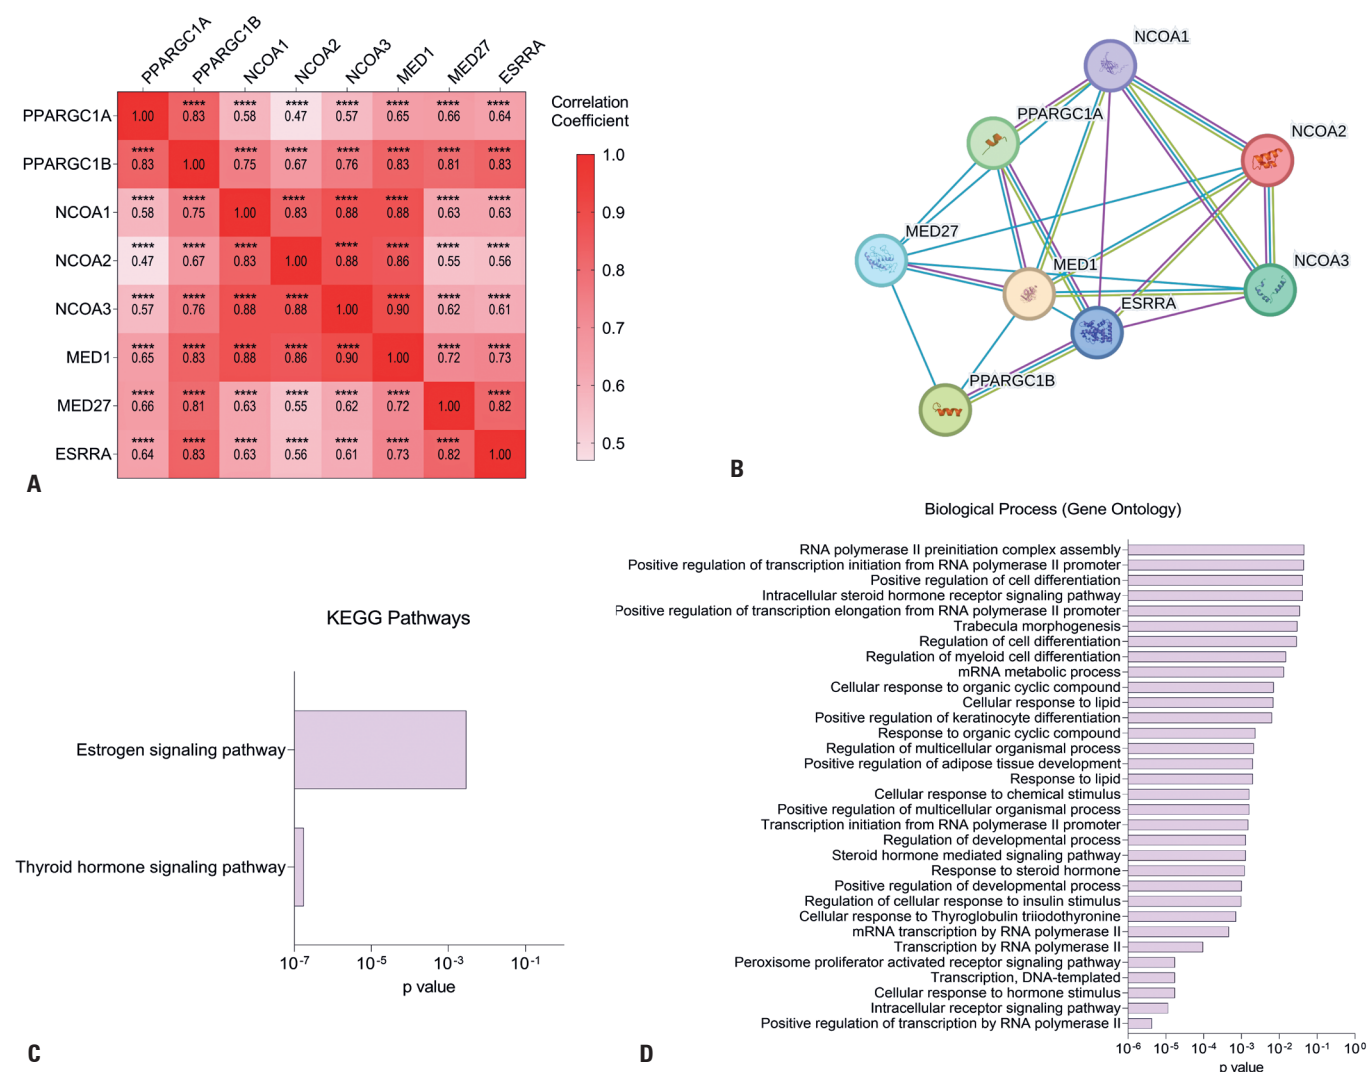 PPARGC1A
PPARGC1B
NCOA1
NCOA2
NCOA3
MED1
MED27
ESRRA
PPARGC1A
1.00
**** 0.83
**** 0.58
**** 0.47
**** 0.57
**** 0.65
**** 0.66
**** 0.64
PPARGC1B
**** 0.83
1.00
**** 0.75
**** 0.67
**** 0.76
**** 0.83
**** 0.81
**** 0.83
NCOA1
**** 0.58
**** 0.75
1.00
**** 0.83
**** 0.88
**** 0.88
**** 0.63
**** 0.63
NCOA2
**** 0.47
**** 0.67
**** 0.83
1.00
**** 0.88
**** 0.86
**** 0.55
**** 0.56
NCOA3
**** 0.57
**** 0.76
**** 0.88
**** 0.88
1.00
**** 0.90
**** 0.62
**** 0.61
MED1
**** 0.65
**** 0.83
**** 0.88
**** 0.86
**** 0.90
1.00
**** 0.72
**** 0.73
MED27
**** 0.66
**** 0.81
**** 0.63
**** 0.55
**** 0.62
**** 0.72
1.00
**** 0.82
ESRRA
**** 0.64
**** 0.83
**** 0.63
**** 0.56
**** 0.61
**** 0.73
**** 0.82
1.00
Correlation
Coefficient
1.0
0.9
0.8
0.7
0.6
0.5
A
NCOA1
PPARGC1A
NCOA2
MED27
MED1
NCOA3
ESRRA
PPARGC1B
B
KEGG Pathways
Estrogen signaling pathway
Thyroid hormone signaling pathway
10-7
10-5
10-3
10-1
p value
C
Biological Process (Gene Ontology)
RNA polymerase II preinitiation complex assembly
Positive regulation of transcription initiation from RNA polymerase II promoter
Positive regulation of cell differentiation
Intracellular steroid hormone receptor signaling pathway
Positive regulation of transcription elongation from RNA polymerase II promoter
Trabecula morphogenesis
Regulation of cell differentiation
Regulation of myeloid cell differentiation
mRNA metabolic process
Cellular response to organic cyclic compound
Cellular response to lipid
Positive regulation of keratinocyte differentiation
Response to organic cyclic compound
Regulation of multicellular organismal process
Positive regulation of adipose tissue development
Response to lipid
Cellular response to chemical stimulus
Positive regulation of multicellular organismal process
Transcription initiation from RNA polymerase II promoter
Regulation of developmental process
Steroid hormone mediated signaling pathway
Response to steroid hormone
Positive regulation of developmental process
Regulation of cellular response to insulin stimulus
Cellular response to Thyroglobulin triiodothyronine
mRNA transcription by RNA polymerase II
Transcription by RNA polymerase II
Peroxisome proliferator activated receptor signaling pathway
Transcription, DNA-templated
Cellular response to hormone stimulus
Intracellular receptor signaling pathway
Positive regulation of transcription by RNA polymerase II
10-6
10-5
10-4
10-3
10-2
10-1
100
p value
D